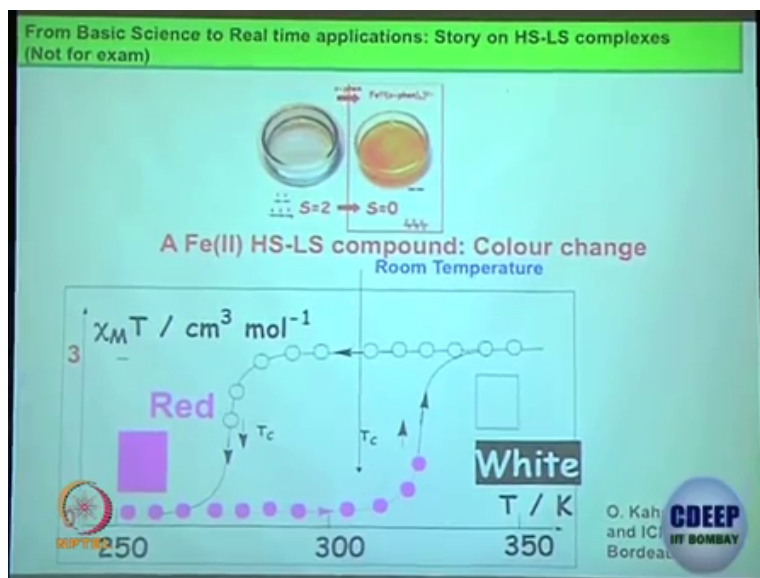 From Basic Science to Real time applications: Story on HS-LS complexes
(Not for exam)
S=2 S=0
A Fe(II) HS-LS compound: Colour change
Room Temperature
χMT / cm³ mol⁻¹
3
Red
Tc
Tc
White
T / K
250
300
350
O. Kah
and IC
Bordea
NPTEL
CDEEP
IIT BOMBAY